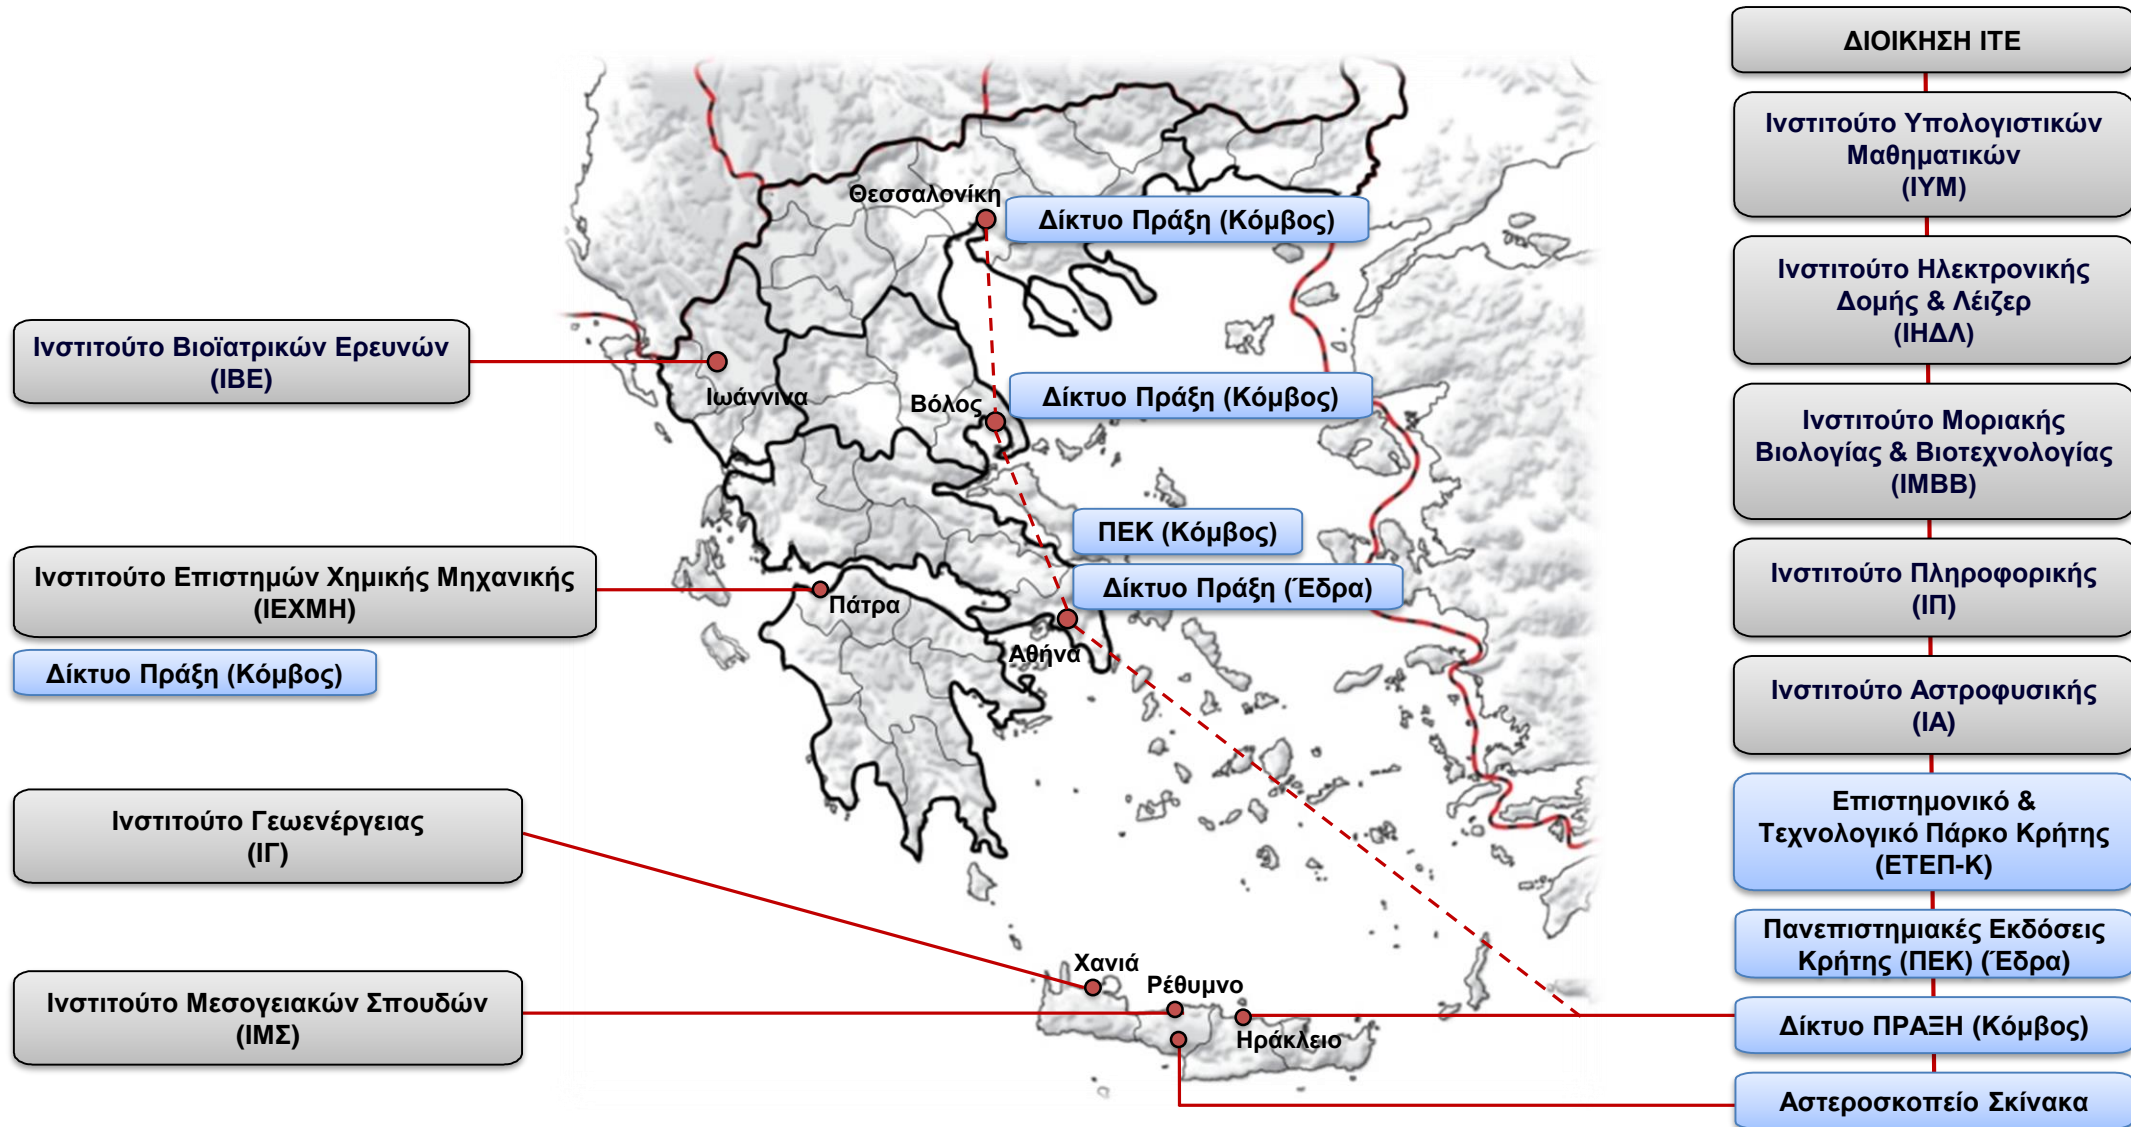 ΔΙΟΙΚΗΣΗ ΙΤΕ
Ινστιτούτο Υπολογιστικών
Μαθηματικών
(ΙΥΜ)
Ινστιτούτο Ηλεκτρονικής
Δομής & Λέιζερ
(ΙΗΔΛ)
Ινστιτούτο Μοριακής
Βιολογίας & Βιοτεχνολογίας
(ΙΜΒΒ)
Ινστιτούτο Πληροφορικής
(ΙΠ)
Ινστιτούτο Αστροφυσικής
(ΙΑ)
Επιστημονικό &
Τεχνολογικό Πάρκο Κρήτης
(ΕΤΕΠ-Κ)
Πανεπιστημιακές Εκδόσεις
Κρήτης (ΠΕΚ) (Έδρα)
Δίκτυο ΠΡΑΞΗ (Κόμβος)
Αστεροσκοπείο Σκίνακα
Θεσσαλονίκη
Δίκτυο Πράξη (Κόμβος)
Ινστιτούτο Βιοϊατρικών Ερευνών
(ΙΒΕ)
Ιωάννινα
Βόλος
Δίκτυο Πράξη (Κόμβος)
ΠΕΚ (Κόμβος)
Δίκτυο Πράξη (Έδρα)
Αθήνα
Ινστιτούτο Επιστημών Χημικής Μηχανικής
(ΙΕΧΜΗ)
Πάτρα
Δίκτυο Πράξη (Κόμβος)
Ινστιτούτο Γεωενέργειας
(ΙΓ)
Χανιά
Ρέθυμνο
Ηράκλειο
Ινστιτούτο Μεσογειακών Σπουδών
(ΙΜΣ)